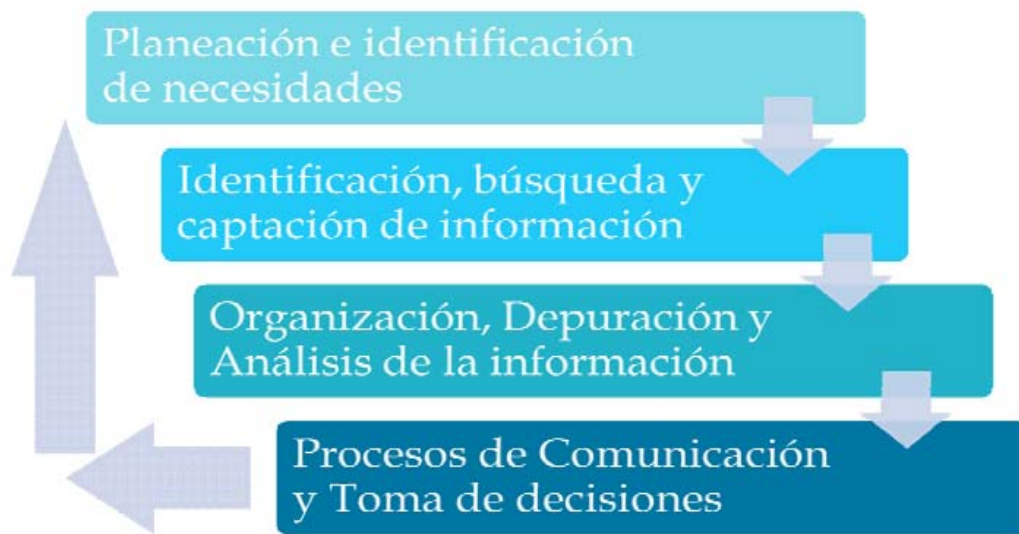 Planeación e identificación
de necesidades
Identificación, búsqueda y
captación de información
Organización, Depuración y
Análisis de la información
Procesos de Comunicación
y Toma de decisiones